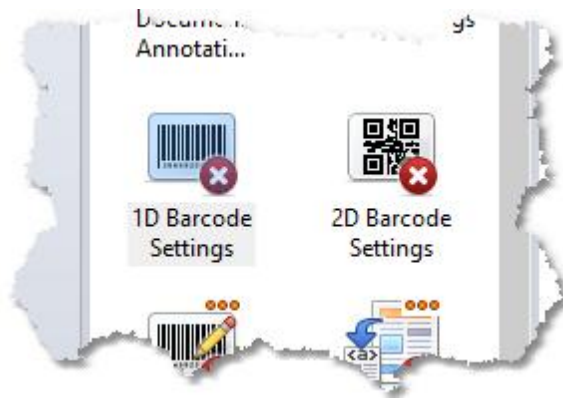 Annotati...
1D Barcode
Settings
2D Barcode
Settings
<a>